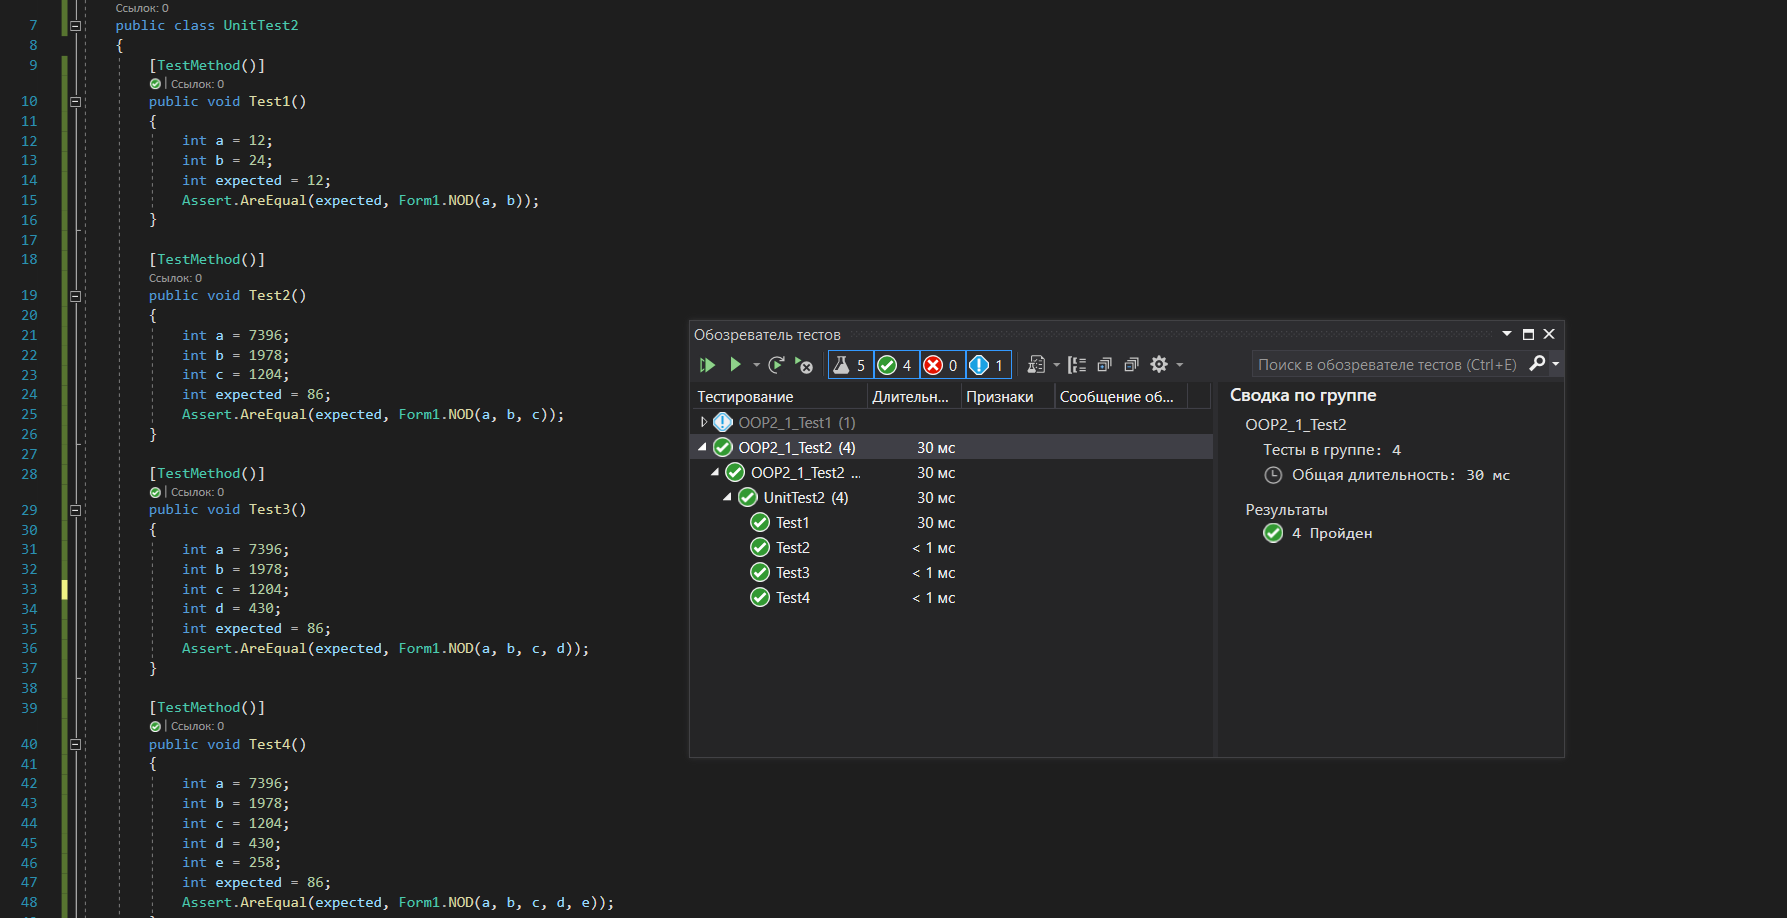 Ссылок: 0
7 public class UnitTest2
8 {
9 [TestMethod()]
Ссылок: 0
10 public void Test1()
11 {
12 int a = 12;
13 int b = 24;
14 int expected = 12;
15 Assert.AreEqual(expected, Form1.NOD(a, b));
16 }
17
18 [TestMethod()]
Ссылок: 0
19 public void Test2()
20 {
21 int a = 7396;
22 int b = 1978;
23 int c = 1204;
24 int expected = 86;
25 Assert.AreEqual(expected, Form1.NOD(a, b, c));
26 }
27
28 [TestMethod()]
Ссылок: 0
29 public void Test3()
30 {
31 int a = 7396;
32 int b = 1978;
33 int c = 1204;
34 int d = 430;
35 int expected = 86;
36 Assert.AreEqual(expected, Form1.NOD(a, b, c, d));
37 }
38
39 [TestMethod()]
Ссылок: 0
40 public void Test4()
41 {
42 int a = 7396;
43 int b = 1978;
44 int c = 1204;
45 int d = 430;
46 int e = 258;
47 int expected = 86;
48 Assert.AreEqual(expected, Form1.NOD(a, b, c, d, e));
Обозреватель тестов
5 4 0 1 Поиск в обозревателе тестов (Ctrl+E)
Тестирование Длительн... Признаки Сообщение об...
OOP2_1_Test1 (1)
OOP2_1_Test2 (4) 30 мс
OOP2_1_Test2 ... 30 мс
UnitTest2 (4) 30 мс
Test1 30 мс
Test2 < 1 мс
Test3 < 1 мс
Test4 < 1 мс
Сводка по группе
OOP2_1_Test2
Тесты в группе: 4
Общая длительность: 30 мс
Результаты
4 Пройден